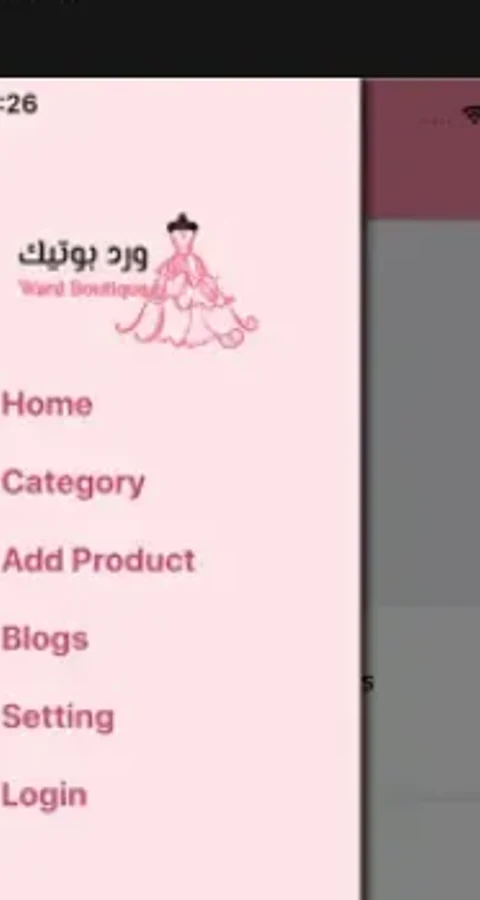 :26
ورد بوتيك
Ward Boutique
Home
Category
Add Product
Blogs
Setting
Login
s